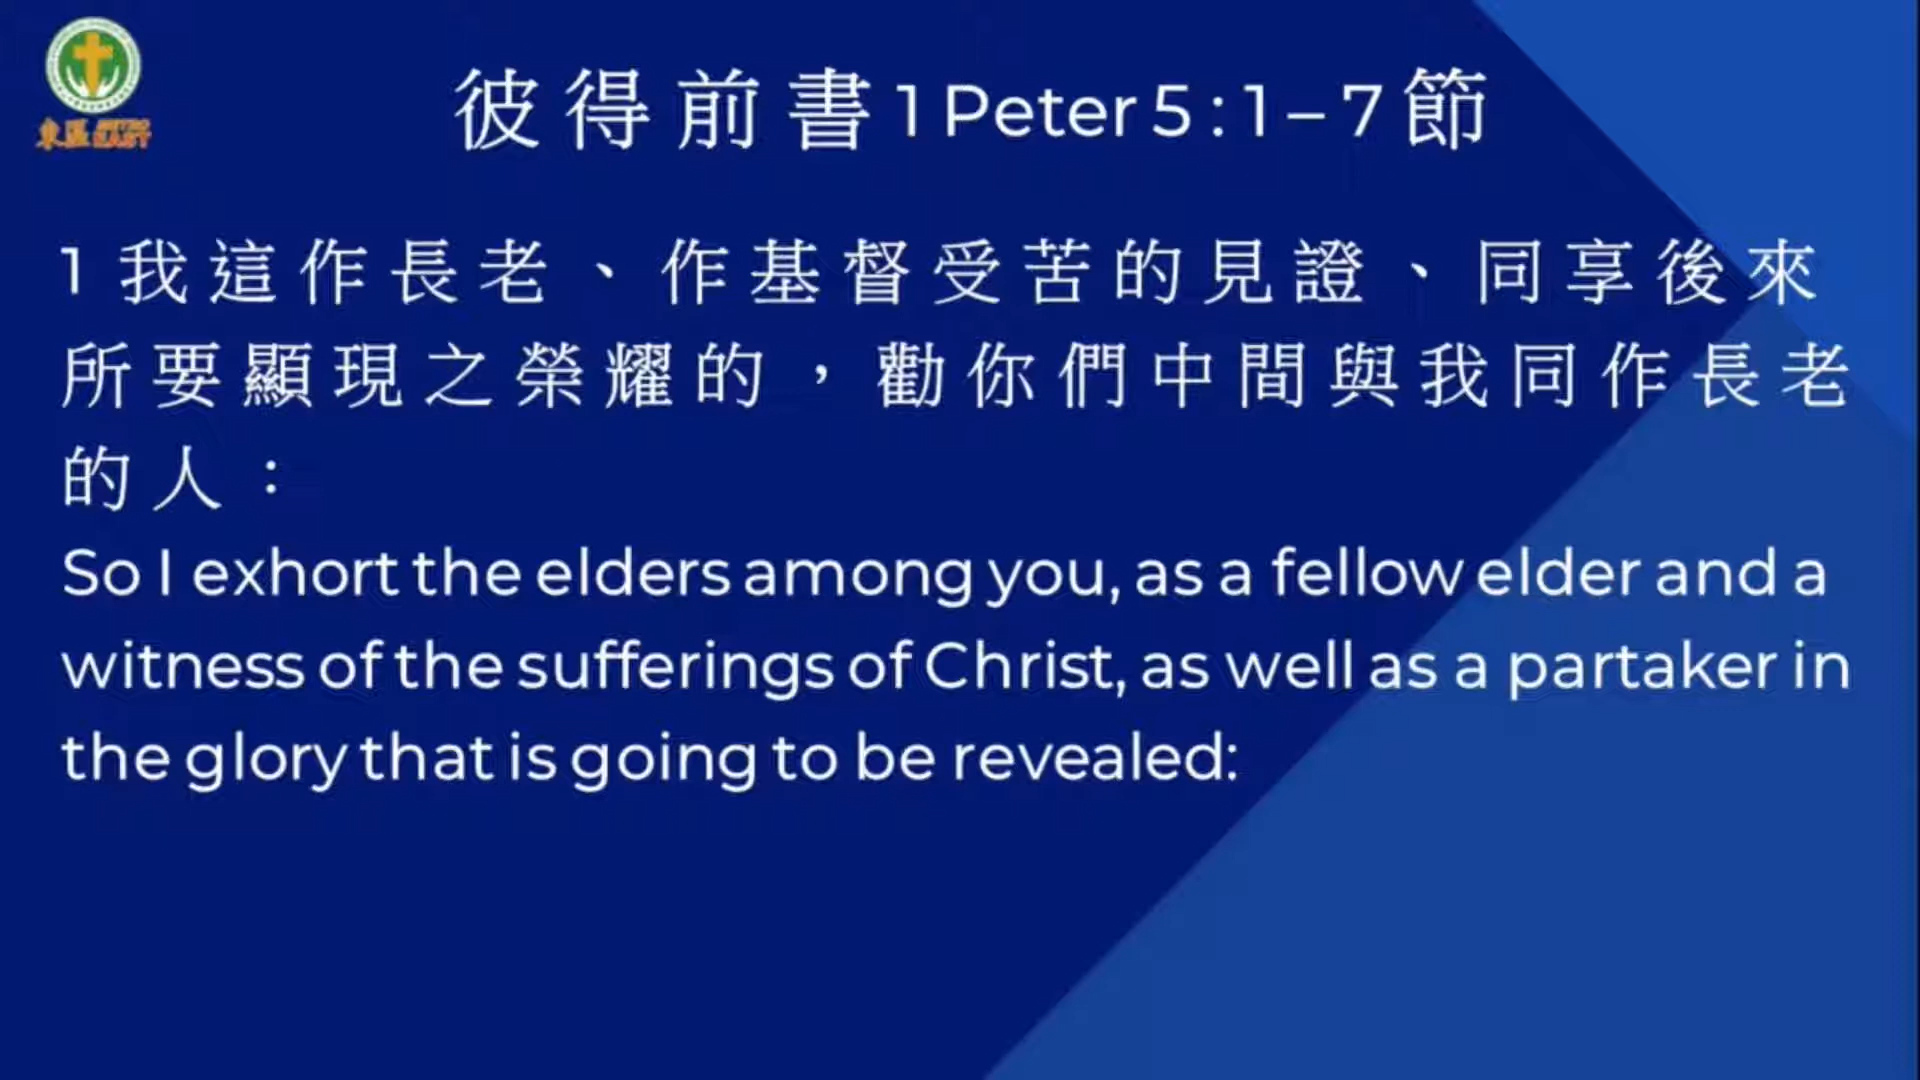 東區 EAST
彼得前書1 Peter 5:1–7節
1 我這作長老、作基督受苦的見證、同享後來
所要顯現之榮耀的，勸你們中間與我同作長老
的人：
So I exhort the elders among you, as a fellow elder and a
witness of the sufferings of Christ, as well as a partaker in
the glory that is going to be revealed: